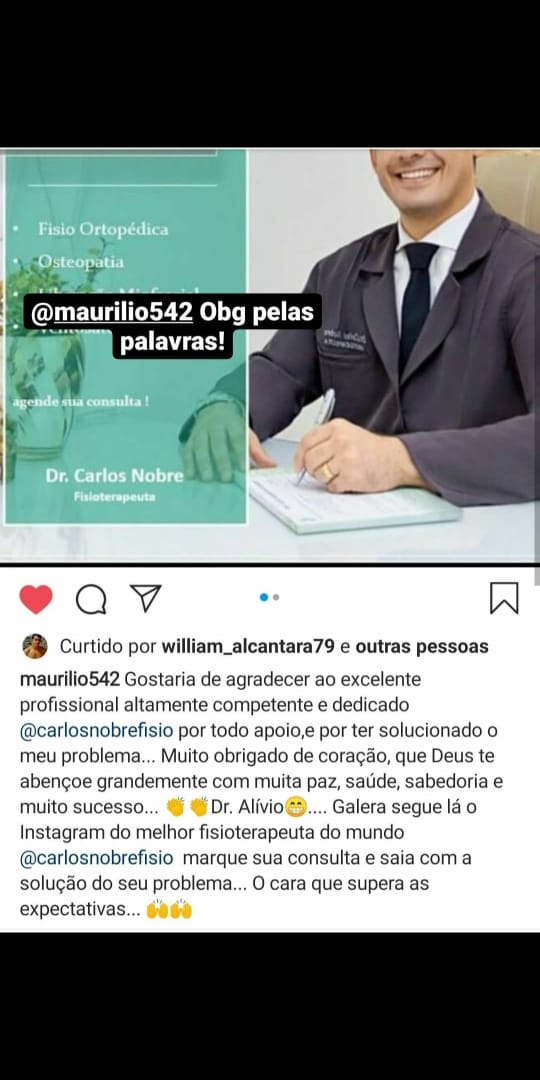 • Fisio Ortopédica
• Osteopatia
@maurilio542 Obg pelas
palavras!
agende sua consulta !
Dr. Carlos Nobre
Fisioterapeuta
Curtido por william_alcantara79 e outras pessoas
maurilio542 Gostaria de agradecer ao excelente
profissional altamente competente e dedicado
@carlosnobrefisio por todo apoio,e por ter solucionado o
meu problema... Muito obrigado de coração, que Deus te
abençoe grandemente com muita paz, saúde, sabedoria e
muito sucesso... 👏👏Dr. Alívio😁.... Galera segue lá o
Instagram do melhor fisioterapeuta do mundo
@carlosnobrefisio marque sua consulta e saia com a
solução do seu problema... O cara que supera as
expectativas... 🙌🙌